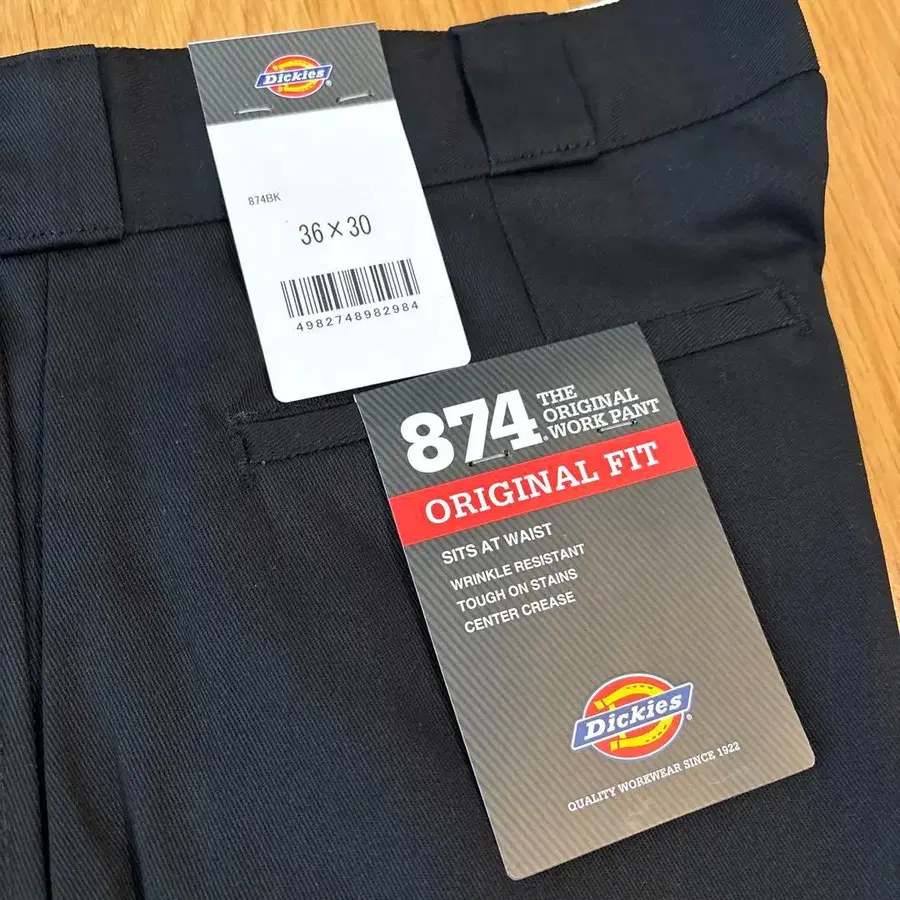 Dickies
874BK
36×30
4982748982984
874
THE
ORIGINAL
WORK PANT
ORIGINAL FIT
SITS AT WAIST
WRINKLE RESISTANT
TOUGH ON STAINS
CENTER CREASE
Dickies
QUALITY WORKWEAR SINCE 1922